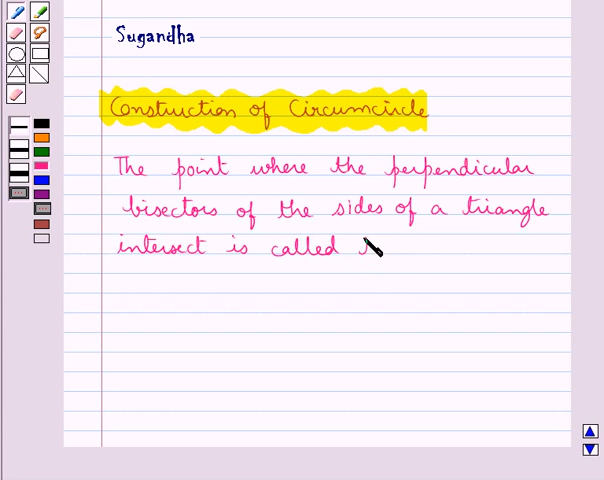 Sugandha
Construction of Circumcircle
The point where the perpendicular
bisectors of the sides of a triangle
intersect is called